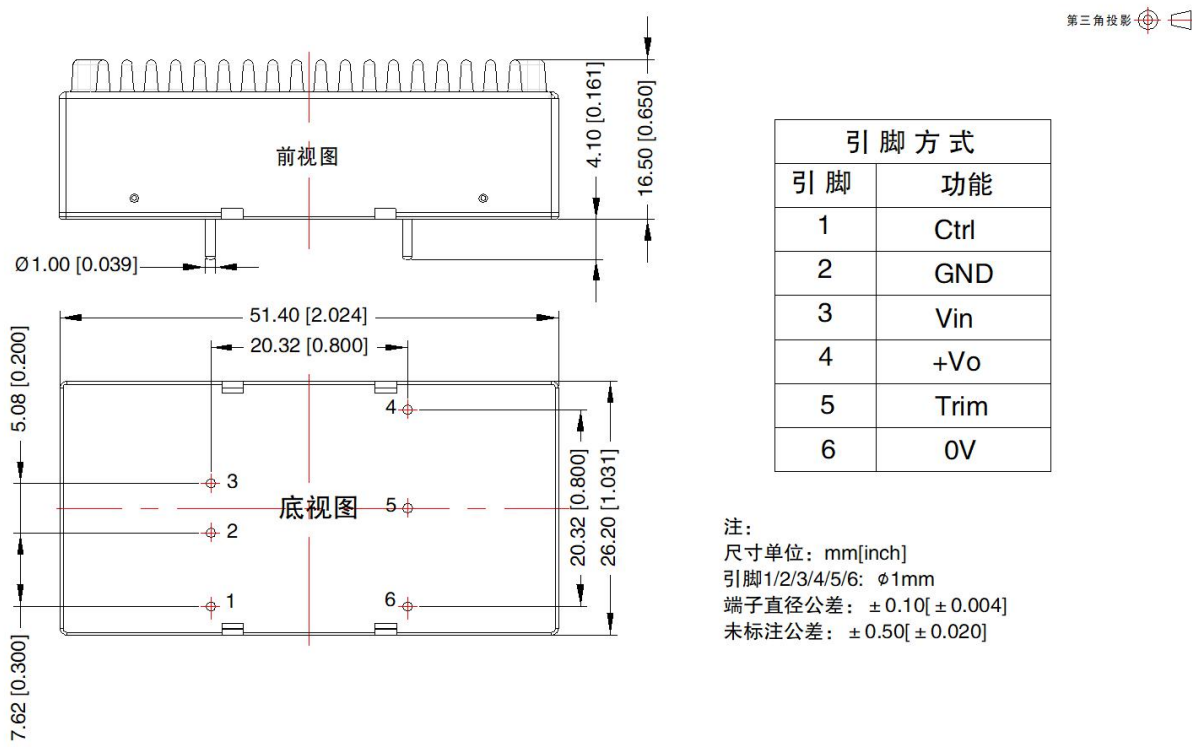 第三角投影
前视图
4.10 [0.161]
16.50 [0.650]
Ø1.00 [0.039]
51.40 [2.024]
20.32 [0.800]
5.08 [0.200]
7.62 [0.300]
4
3
底视图
5
2
1
6
20.32 [0.800]
26.20 [1.031]
引脚方式
引脚 功能
1 Ctrl
2 GND
3 Vin
4 +Vo
5 Trim
6 0V
注：
尺寸单位：mm[inch]
引脚1/2/3/4/5/6: ⌀1mm
端子直径公差：±0.10[±0.004]
未标注公差：±0.50[±0.020]